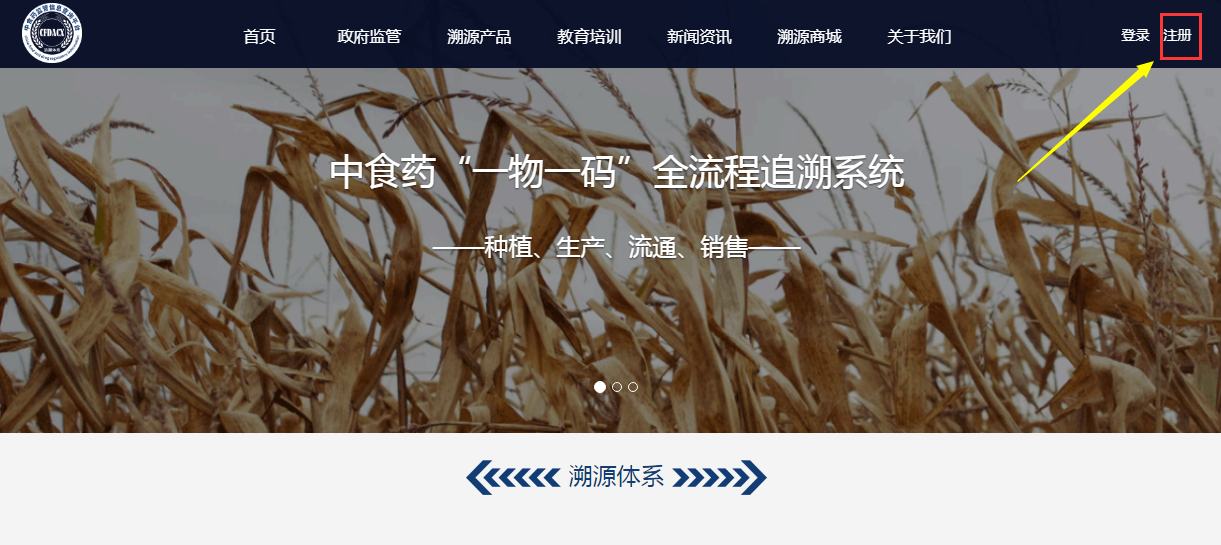 CFDACX
首页 政府监管 溯源产品 教育培训 新闻资讯 溯源商城 关于我们 登录 注册
中食药“一物一码”全流程追溯系统
——种植、生产、流通、销售——
溯源体系